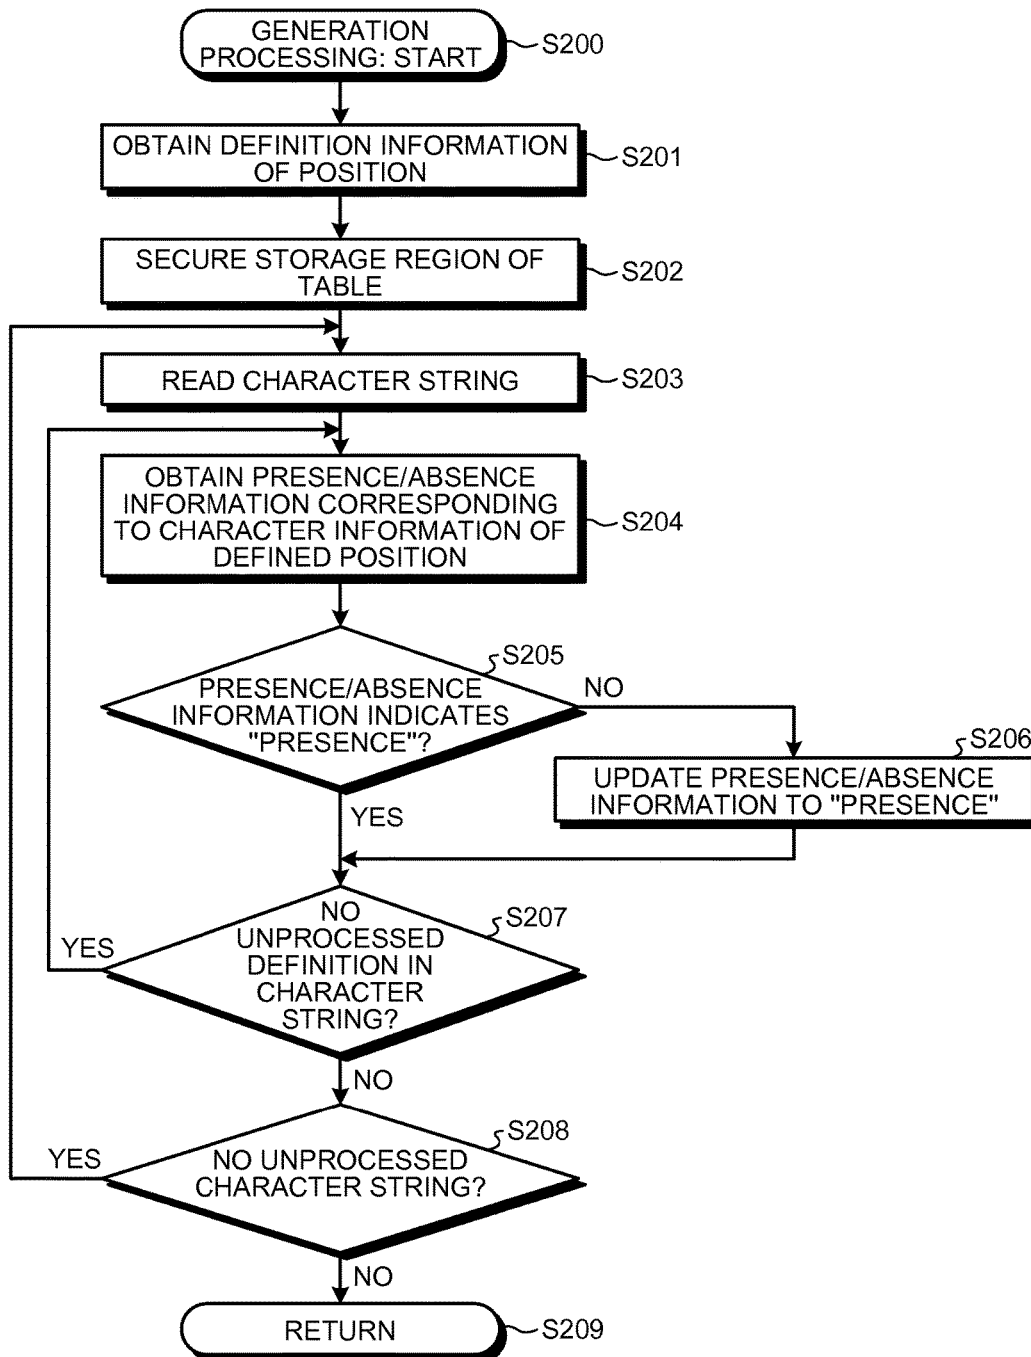 GENERATION
PROCESSING: START
S200
OBTAIN DEFINITION INFORMATION
OF POSITION
S201
SECURE STORAGE REGION OF
TABLE
S202
READ CHARACTER STRING
S203
OBTAIN PRESENCE/ABSENCE
INFORMATION CORRESPONDING
TO CHARACTER INFORMATION OF
DEFINED POSITION
S204
S205
PRESENCE/ABSENCE
INFORMATION INDICATES
"PRESENCE"?
NO
S206
UPDATE PRESENCE/ABSENCE
INFORMATION TO "PRESENCE"
YES
S207
NO
UNPROCESSED
DEFINITION IN
CHARACTER
STRING?
YES
NO
S208
NO UNPROCESSED
CHARACTER STRING?
YES
NO
RETURN
S209